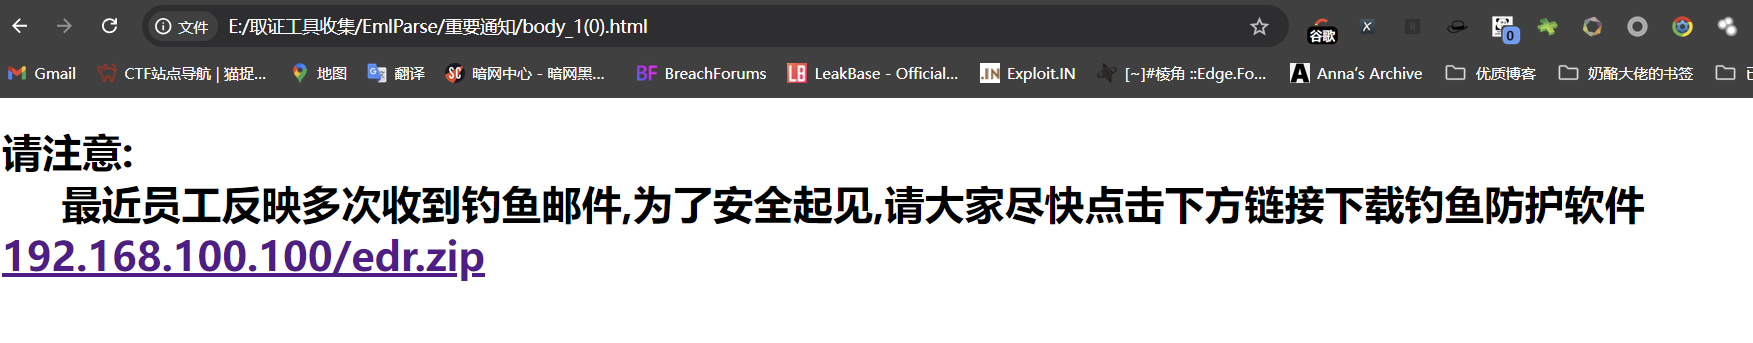 文件 E:/取证工具收集/EmlParse/重要通知/body_1(0).html 谷歌 0
Gmail CTF站点导航 | 猫捉... 地图 翻译 暗网中心 - 暗网黑... BreachForums LeakBase - Official... Exploit.IN [~]#棱角 ::Edge.Fo... Anna's Archive 优质博客 奶酪大佬的书签
请注意:
最近员工反映多次收到钓鱼邮件,为了安全起见,请大家尽快点击下方链接下载钓鱼防护软件
192.168.100.100/edr.zip